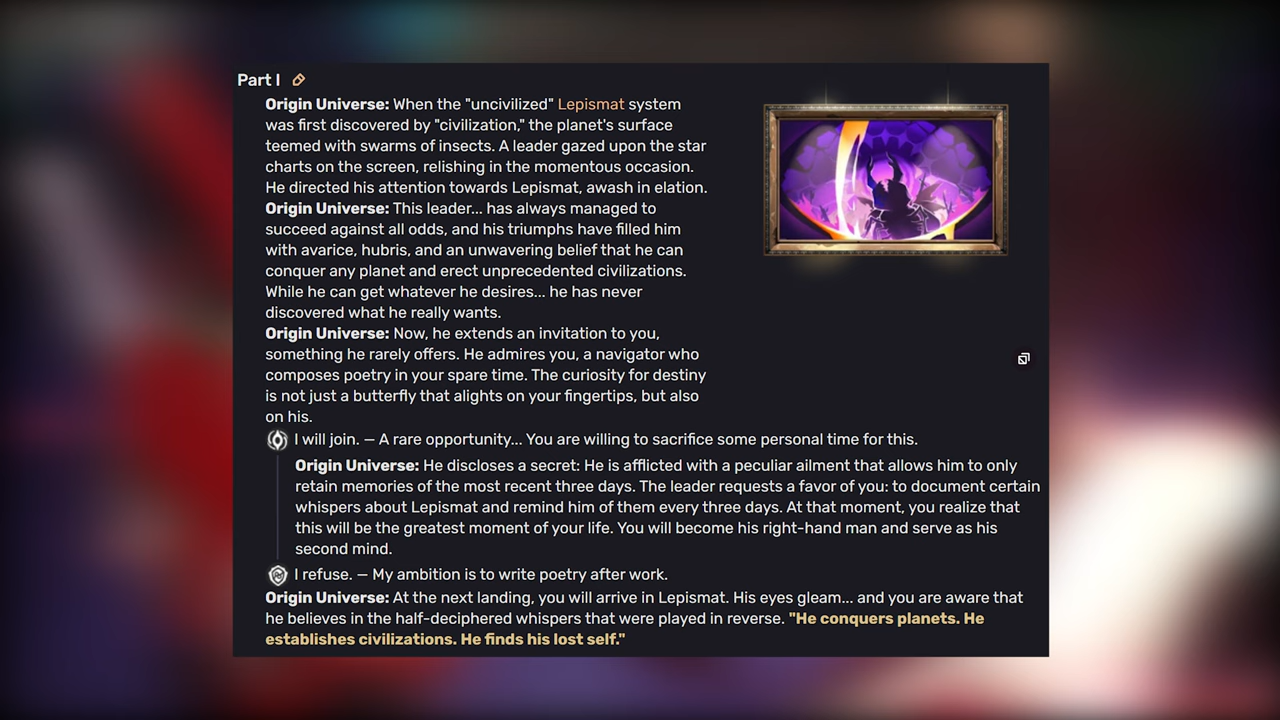 Part I
Origin Universe: When the "uncivilized" Lepismat system
was first discovered by "civilization," the planet's surface
teemed with swarms of insects. A leader gazed upon the star
charts on the screen, relishing in the momentous occasion.
He directed his attention towards Lepismat, awash in elation.
Origin Universe: This leader... has always managed to
succeed against all odds, and his triumphs have filled him
with avarice, hubris, and an unwavering belief that he can
conquer any planet and erect unprecedented civilizations.
While he can get whatever he desires... he has never
discovered what he really wants.
Origin Universe: Now, he extends an invitation to you,
something he rarely offers. He admires you, a navigator who
composes poetry in your spare time. The curiosity for destiny
is not just a butterfly that alights on your fingertips, but also
on his.
I will join. — A rare opportunity... You are willing to sacrifice some personal time for this.
Origin Universe: He discloses a secret: He is afflicted with a peculiar ailment that allows him to only
retain memories of the most recent three days. The leader requests a favor of you: to document certain
whispers about Lepismat and remind him of them every three days. At that moment, you realize that
this will be the greatest moment of your life. You will become his right-hand man and serve as his
second mind.
I refuse. — My ambition is to write poetry after work.
Origin Universe: At the next landing, you will arrive in Lepismat. His eyes gleam... and you are aware that
he believes in the half-deciphered whispers that were played in reverse. "He conquers planets. He
establishes civilizations. He finds his lost self."